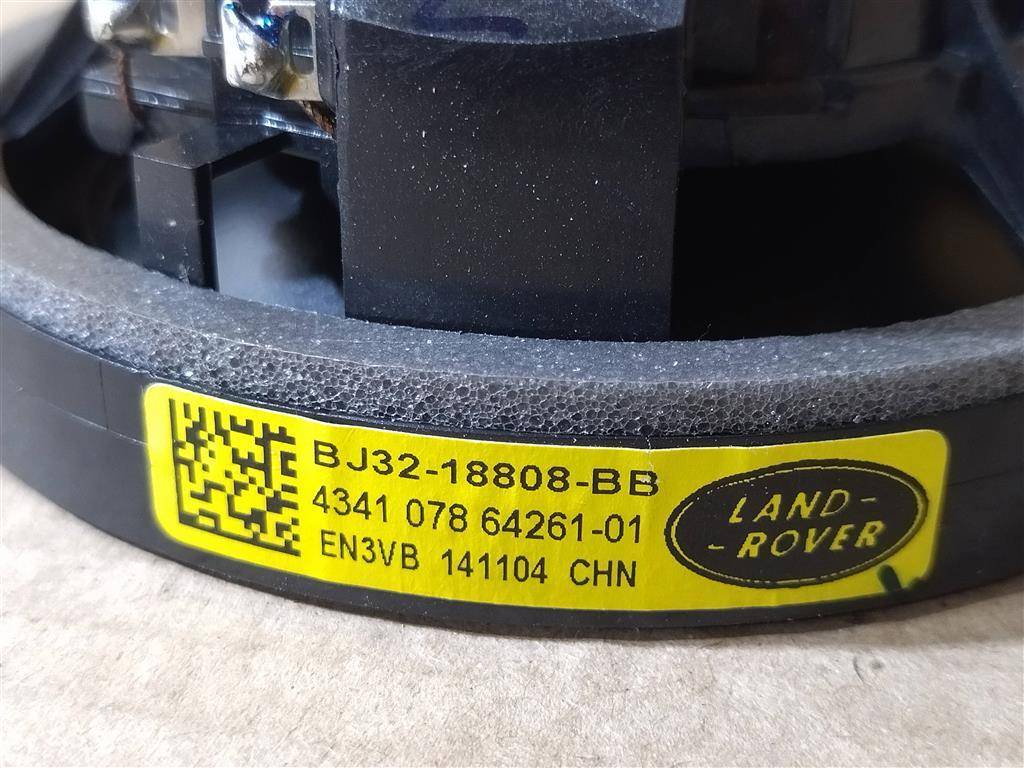 BJ32-18808-BB
4341 078 64261-01
EN3VB 141104 CHN
LAND-
-ROVER